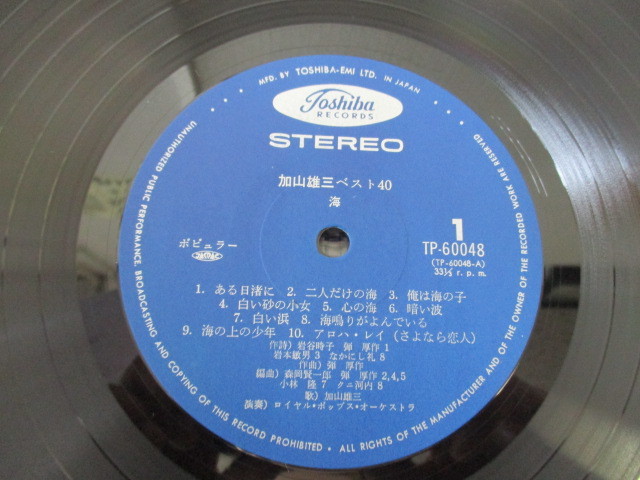 MFD. BY TOSHIBA-EMI LTD. IN JAPAN
Toshiba
RECORDS
STEREO
加山雄三ベスト40
海
ポピュラー
1
TP-60048
(TP-60048-A)
33⅓ r. p. m.
1. ある日渚に 2. 二人だけの海 3. 俺は海の子
4. 白い砂の少女 5. 心の海 6. 暗い波
7. 白い浜 8. 海鳴りがよんでいる
9. 海の上の少年 10. アロハ・レイ(さよなら恋人)
作詩) 岩谷時子 弾 厚作 1
岩本敏男 3 なかにし礼 8
作曲) 弾 厚作
編曲) 森岡賢一郎 弾 厚作 2,4,5
小林 隆 7 クニ河内 8
歌) 加山雄三
演奏) ロイヤル・ポップス・オーケストラ
UNAUTHORIZED PUBLIC PERFORMANCE, BROADCASTING AND COPYING OF THIS RECORD PROHIBITED • ALL RIGHTS OF THE MANUFACTURER AND OF THE OWNER OF THE RECORDED WORK ARE RESERVED